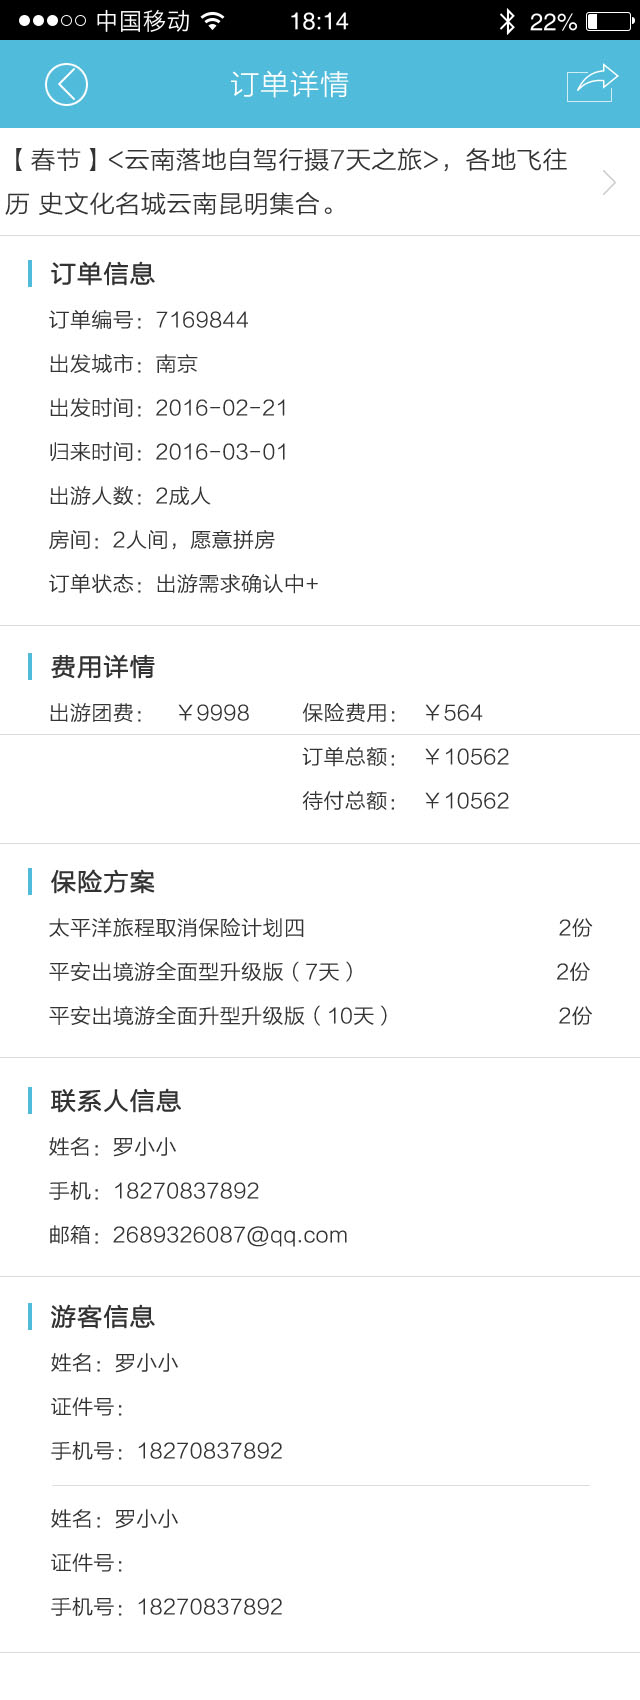 中国移动 18:14 22%
订单详情
【春节】<云南落地自驾行摄7天之旅>，各地飞往
历 史文化名城云南昆明集合。
订单信息
订单编号：7169844
出发城市：南京
出发时间：2016-02-21
归来时间：2016-03-01
出游人数：2成人
房间：2人间，愿意拼房
订单状态：出游需求确认中+
费用详情
出游团费： ￥9998 保险费用： ￥564
订单总额： ￥10562
待付总额： ￥10562
保险方案
太平洋旅程取消保险计划四 2份
平安出境游全面型升级版（7天） 2份
平安出境游全面升型升级版（10天） 2份
联系人信息
姓名：罗小小
手机：18270837892
邮箱：2689326087@qq.com
游客信息
姓名：罗小小
证件号：
手机号：18270837892
姓名：罗小小
证件号：
手机号：18270837892